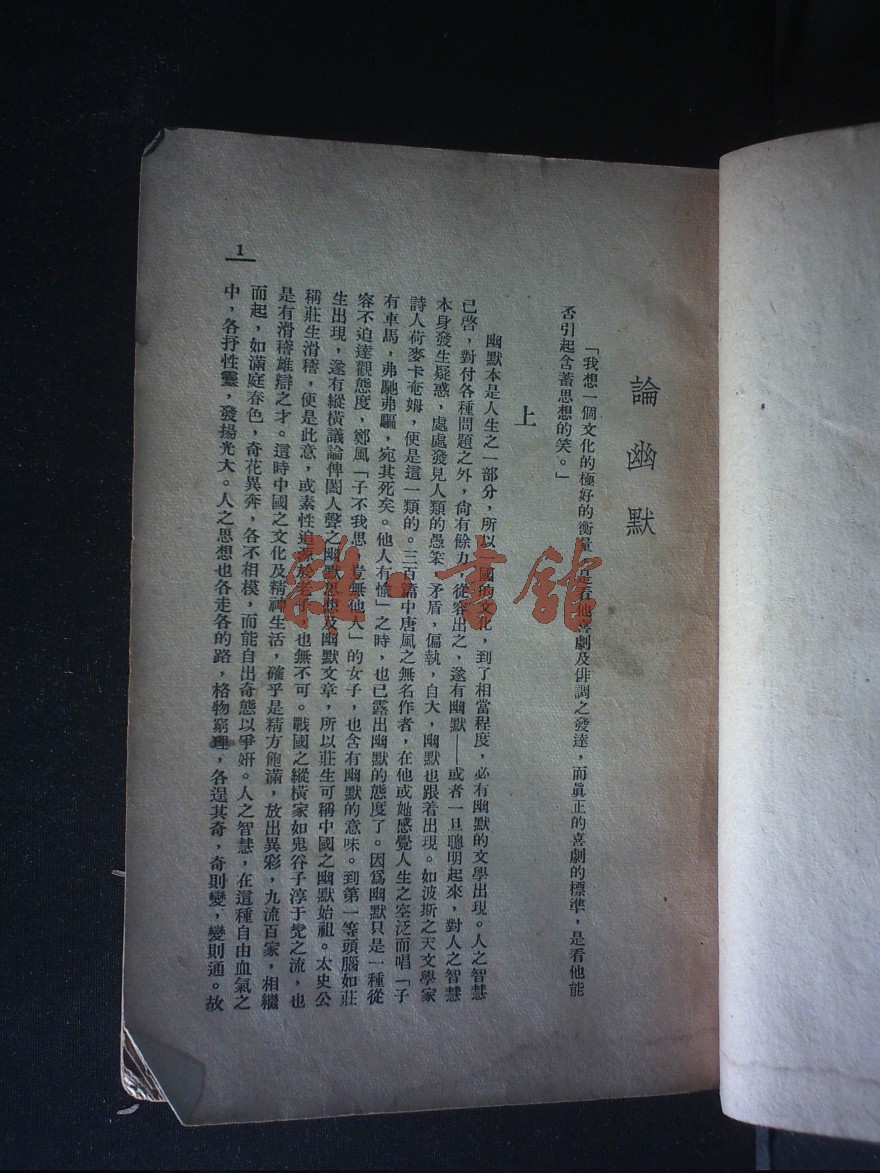 論幽默
「我想一個文化的極好的衡量，是看他喜劇及俳調之發達，而眞正的喜劇的標準，是看他能
否引起含蓄思想的笑。」
上
幽默本是人生之一部分，所以一國的文化，到了相當程度，必有幽默的文學出現。人之智慧
已啓，對付各種問題之外，尙有餘力，從容出之，遂有幽默——或者一旦聰明起來，對人之智慧
本身發生疑惑，處處發見人類的愚笨，矛盾，偏執，自大，幽默也跟着出現。如波斯之天文學家
詩人荷麥卡奄姆，便是這一類的。三百篇中唐風之無名作者，在他或她感覺人生之空泛而唱「子
有車馬，弗馳弗驅，宛其死矣。他人有愉」之時，也已露出幽默的態度了。因爲幽默只是一種從
容不迫達觀態度，鄭風「子不我思，豈無他人」的女子，也含有幽默的意味。到第一等頭腦如莊
生出現，遂有縱橫議論俾闔人聲之幽默思想及幽默文章，所以莊生可稱中國之幽默始祖。太史公
稱莊生滑稽，便是此意，或索性追源於老子，也無不可。戰國之縱橫家如鬼谷子淳于髠之流，也
是有滑稽雄辯之才。這時中國之文化及精神生活，確乎是精方飽滿，放出異彩，九流百家，相繼
而起，如滿庭春色，奇花異奔，各不相模，而能自出奇態以爭姸。人之智慧，在這種自由血氣之
中，各抒性靈，發揚光大。人之思想也各走各的路，格物窮理，各逞其奇，奇則變，變則通。故
1
雜·書館